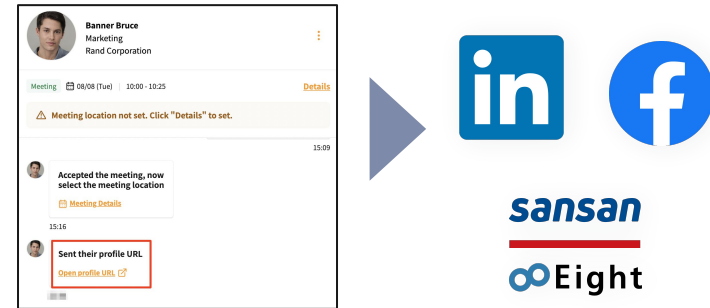 Banner Bruce
Marketing
Rand Corporation
Meeting 08/08 (Tue) 10:00 - 10:25 Details
Meeting location not set. Click "Details" to set.
15:09
Accepted the meeting, now
select the meeting location
Meeting Details
15:16
Sent their profile URL
Open profile URL
in
f
sansan
Eight